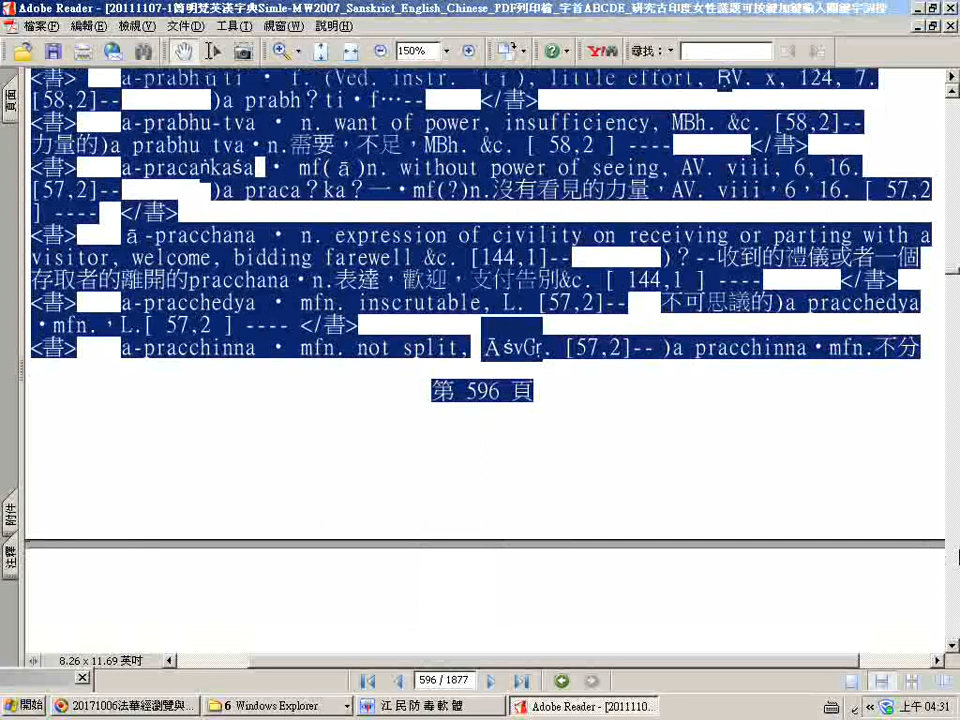 Adobe Reader - [20111107-1簡明梵英漢字典Simle-MW2007_Sanskrict_English_Chinese_PDF列印檔_字首ABCDE_研究古印度女性議題可按鍵加鍵輸入關鍵字詞搜
檔案(F) 編輯(E) 檢視(V) 文件(D) 工具(T) 視窗(W) 說明(H)
150% Y! 尋找：
頁面
<書> a-prabhūti ‧ f. (Ved. instr. °tī), little effort, ṚV. x, 124, 7.
[58,2]-- )a prabh？ti‧f…-- </書>
<書> a-prabhu-tva ‧ n. want of power, insufficiency, MBh. &c. [58,2]--
力量的)a prabhu tva‧n.需要，不足，MBh. &c. [ 58,2 ] ---- </書>
<書> a-pracaṅkaśa ‧ mf(ā)n. without power of seeing, AV. viii, 6, 16.
[57,2]-- )a praca？ka？一‧mf(?)n.沒有看見的力量，AV. viii，6，16. [ 57,2
] ---- </書>
<書> ā-pracchana ‧ n. expression of civility on receiving or parting with a
visitor, welcome, bidding farewell &c. [144,1]-- )？--收到的禮儀或者一個
存取者的離開的pracchana‧n.表達，歡迎，支付告別&c. [ 144,1 ] ---- </書>
<書> a-pracchedya ‧ mfn. inscrutable, L. [57,2]-- 不可思議的)a pracchedya
‧mfn.，L.[ 57,2 ] ---- </書>
<書> a-pracchinna ‧ mfn. not split, ĀśvGṛ. [57,2]-- )a pracchinna‧mfn.不分
第 596 頁
附件
注釋
8.26 x 11.69 英吋
596 / 1877
開始 20171006法華經瀏覽與... 6 Windows Explorer 江民防毒軟體 Adobe Reader - [2011110... 上午 04:31